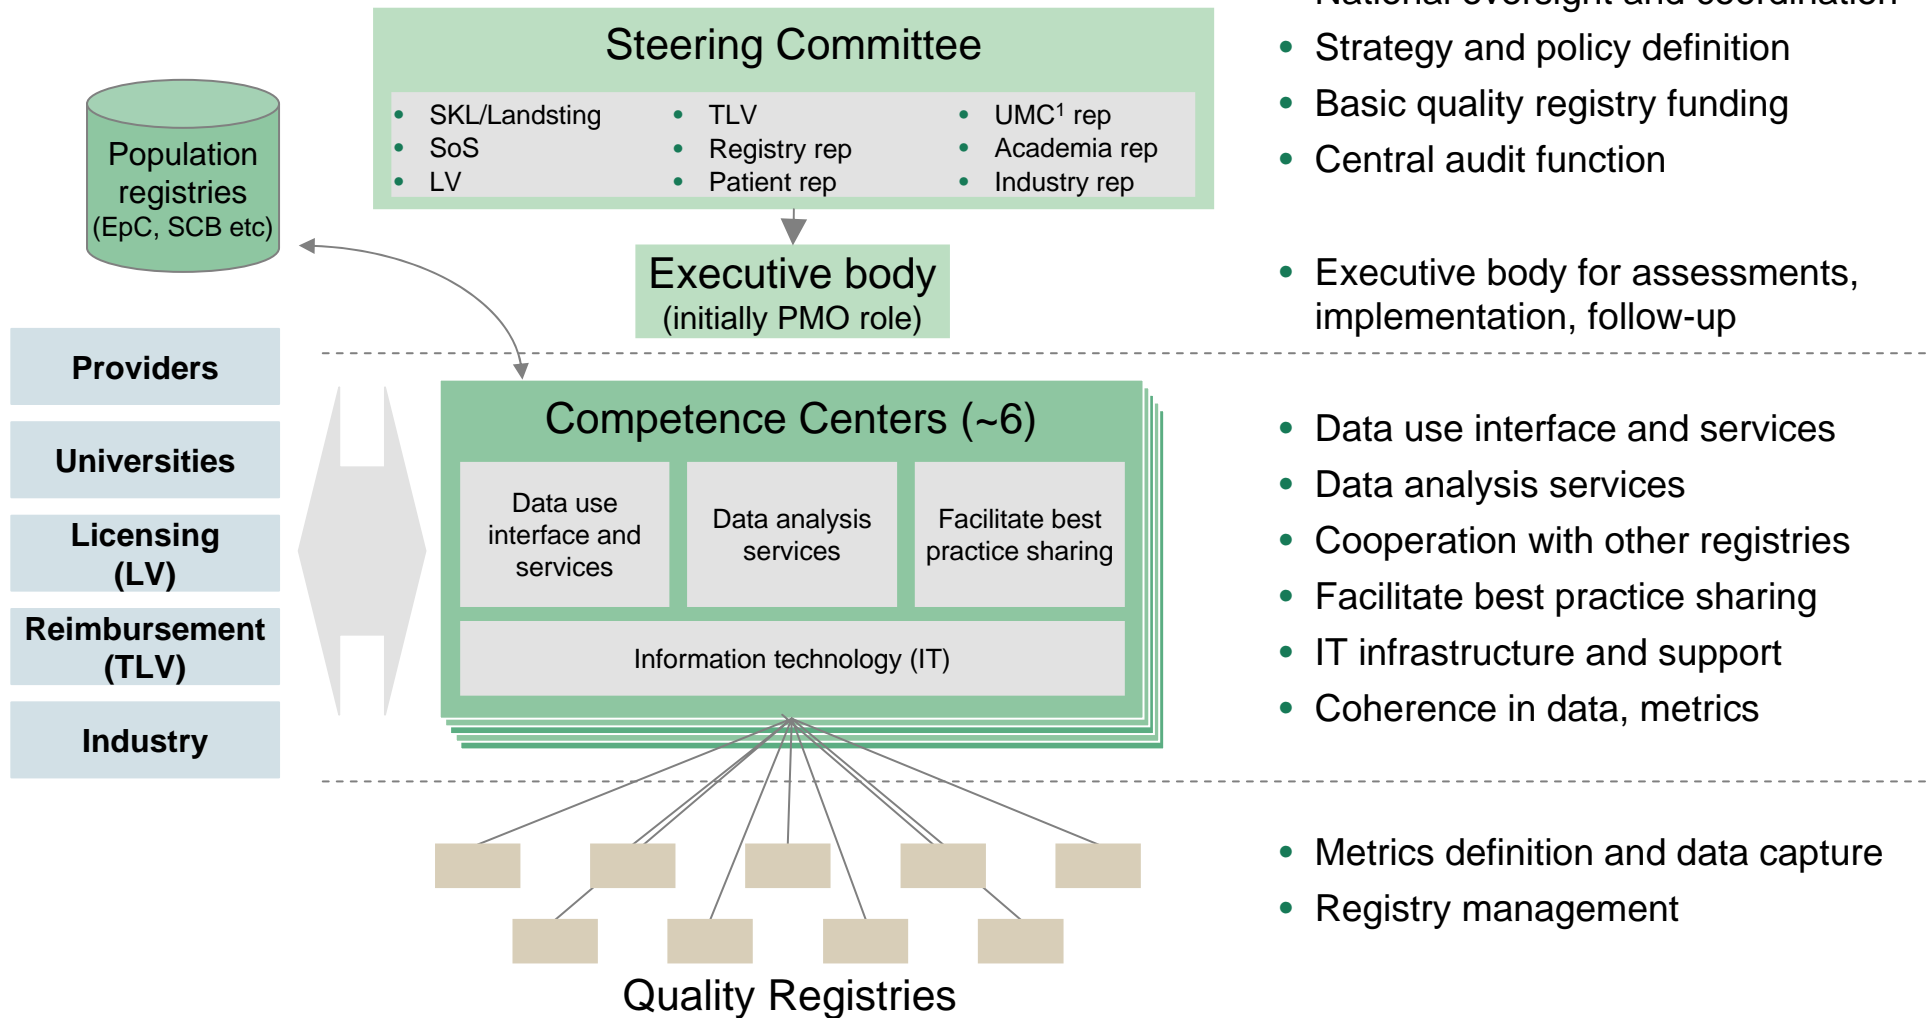 National oversight and coordination
Steering Committee
• Strategy and policy definition
• Basic quality registry funding
• Central audit function
• SKL/Landsting
• SoS
• LV
• TLV
• Registry rep
• Patient rep
• UMC¹ rep
• Academia rep
• Industry rep
Population
registries
(EpC, SCB etc)
Executive body
(initially PMO role)
• Executive body for assessments,
implementation, follow-up
Providers
Universities
Licensing
(LV)
Reimbursement
(TLV)
Industry
Competence Centers (~6)
Data use
interface and
services
Data analysis
services
Facilitate best
practice sharing
Information technology (IT)
• Data use interface and services
• Data analysis services
• Cooperation with other registries
• Facilitate best practice sharing
• IT infrastructure and support
• Coherence in data, metrics
• Metrics definition and data capture
• Registry management
Quality Registries